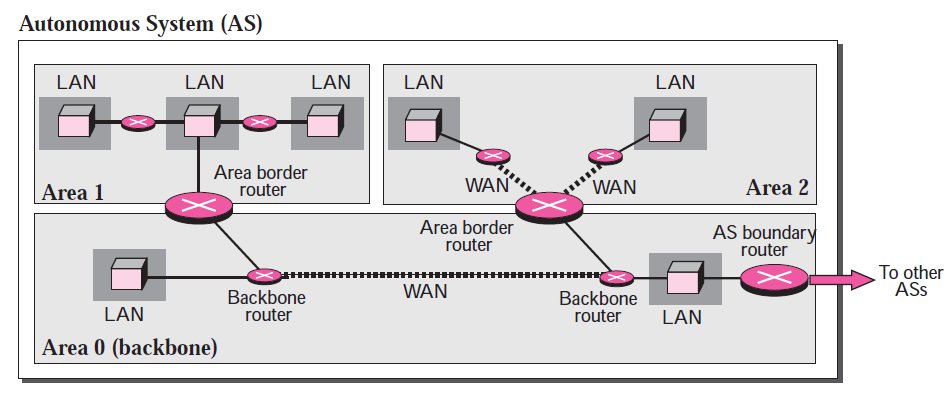 Autonomous System (AS)
LAN
LAN
LAN
LAN
LAN
Area border
router
Area 1
WAN
WAN
Area 2
Area border
router
AS boundary
router
To other
ASs
LAN
Backbone
router
WAN
Backbone
router
LAN
Area 0 (backbone)